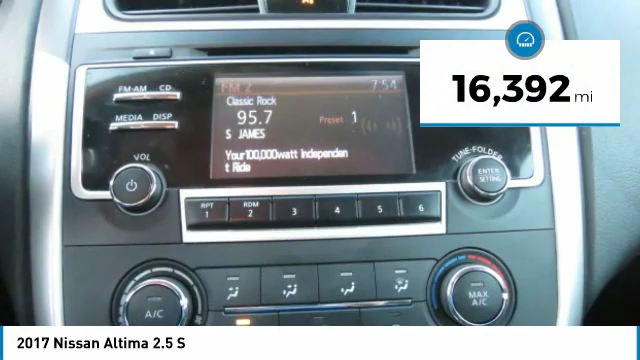 FM-AM CD
MEDIA DISP
VOL
FM 2 7:54
Classic Rock
95.7
Preset 1
S JAMES
Your100,000watt Independen
t Ride
TUNE·FOLDER
ENTER
SETTING
RPT
1
RDM
2
3
4
5
6
A/C
MAX
A/C
16,392 mi
2017 Nissan Altima 2.5 S